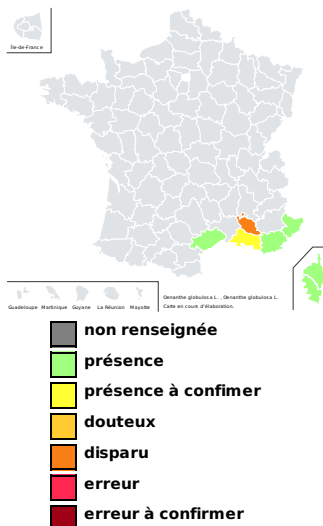 Île-de-France
Guadeloupe Martinique Guyane La Réunion Mayotte
Oenanthe globulosa L. , Oenanthe globulosa L.
Carte en cours d'élaboration.
non renseignée
présence
présence à confimer
douteux
disparu
erreur
erreur à confirmer